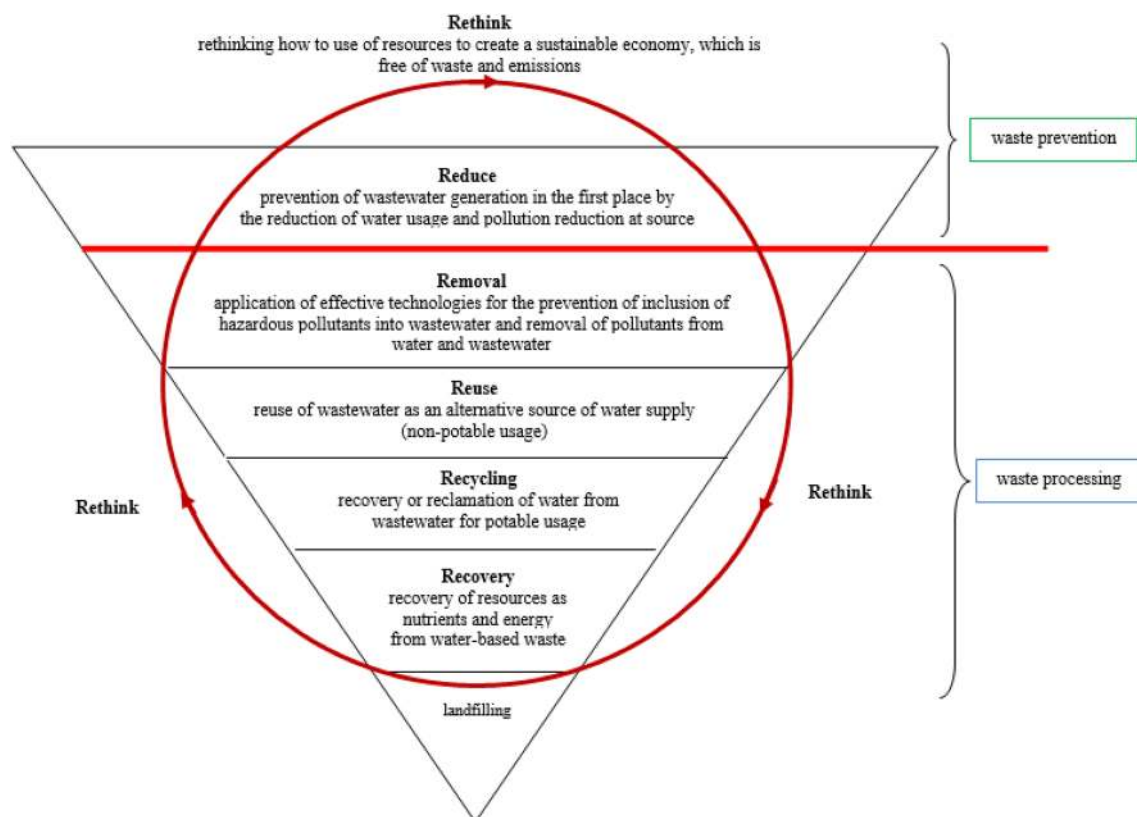 Rethink
rethinking how to use of resources to create a sustainable economy, which is
free of waste and emissions
waste prevention
Reduce
prevention of wastewater generation in the first place by
the reduction of water usage and pollution reduction at source
Removal
application of effective technologies for the prevention of inclusion of
hazardous pollutants into wastewater and removal of pollutants from
water and wastewater
Reuse
reuse of wastewater as an alternative source of water supply
(non-potable usage)
Recycling
recovery or reclamation of water from
wastewater for potable usage
Rethink
Rethink
waste processing
Recovery
recovery of resources as
nutrients and energy
from water-based waste
landfilling